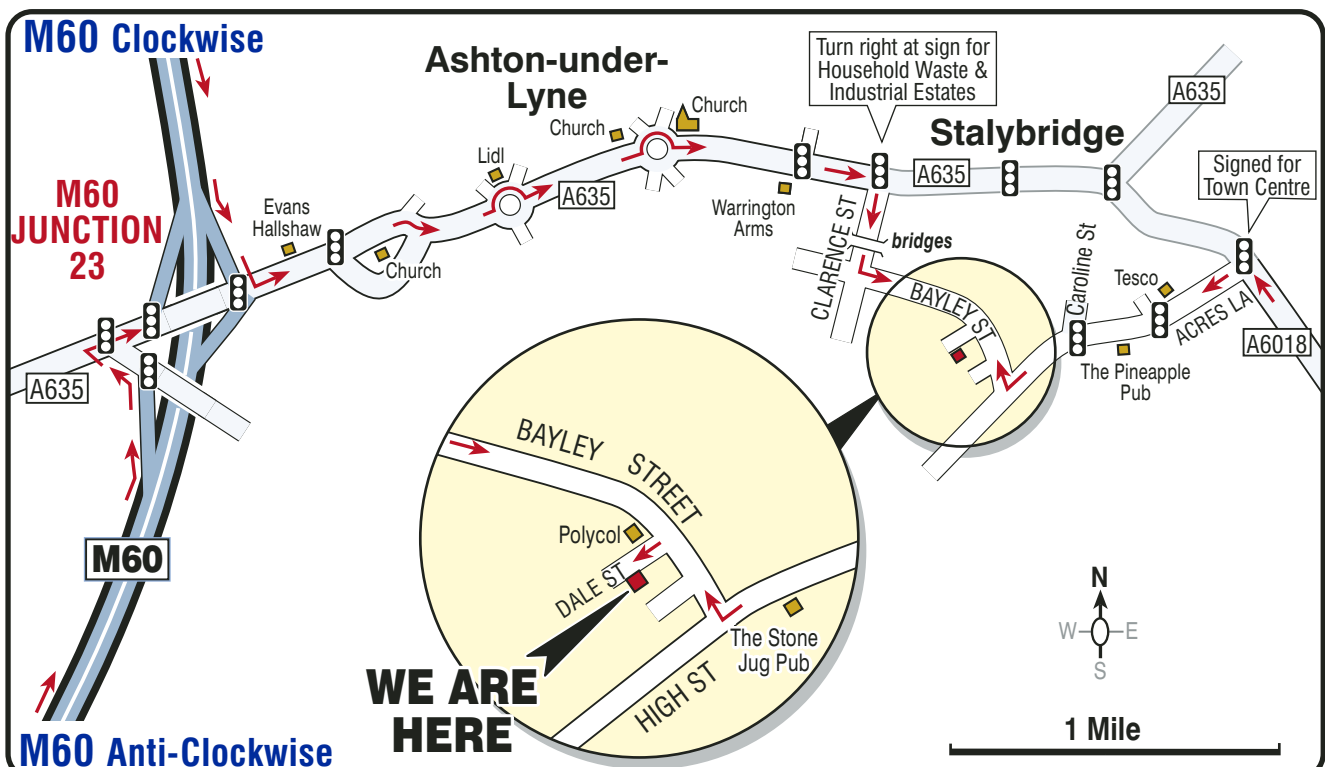 M60 Clockwise
Ashton-under-
Lyne
Church
Church
Turn right at sign for
Household Waste &
Industrial Estates
Stalybridge
A635
A635
Signed for
Town Centre
Lidl
A635
M60
JUNCTION
23
Evans
Hallshaw
Church
Warrington
Arms
CLARENCE ST
bridges
BAYLEY ST
Caroline St
Tesco
ACRES LA
A6018
The Pineapple
Pub
A635
M60
BAYLEY STREET
Polycol
DALE ST
The Stone
Jug Pub
HIGH ST
WE ARE
HERE
N
W E
S
1 Mile
M60 Anti-Clockwise